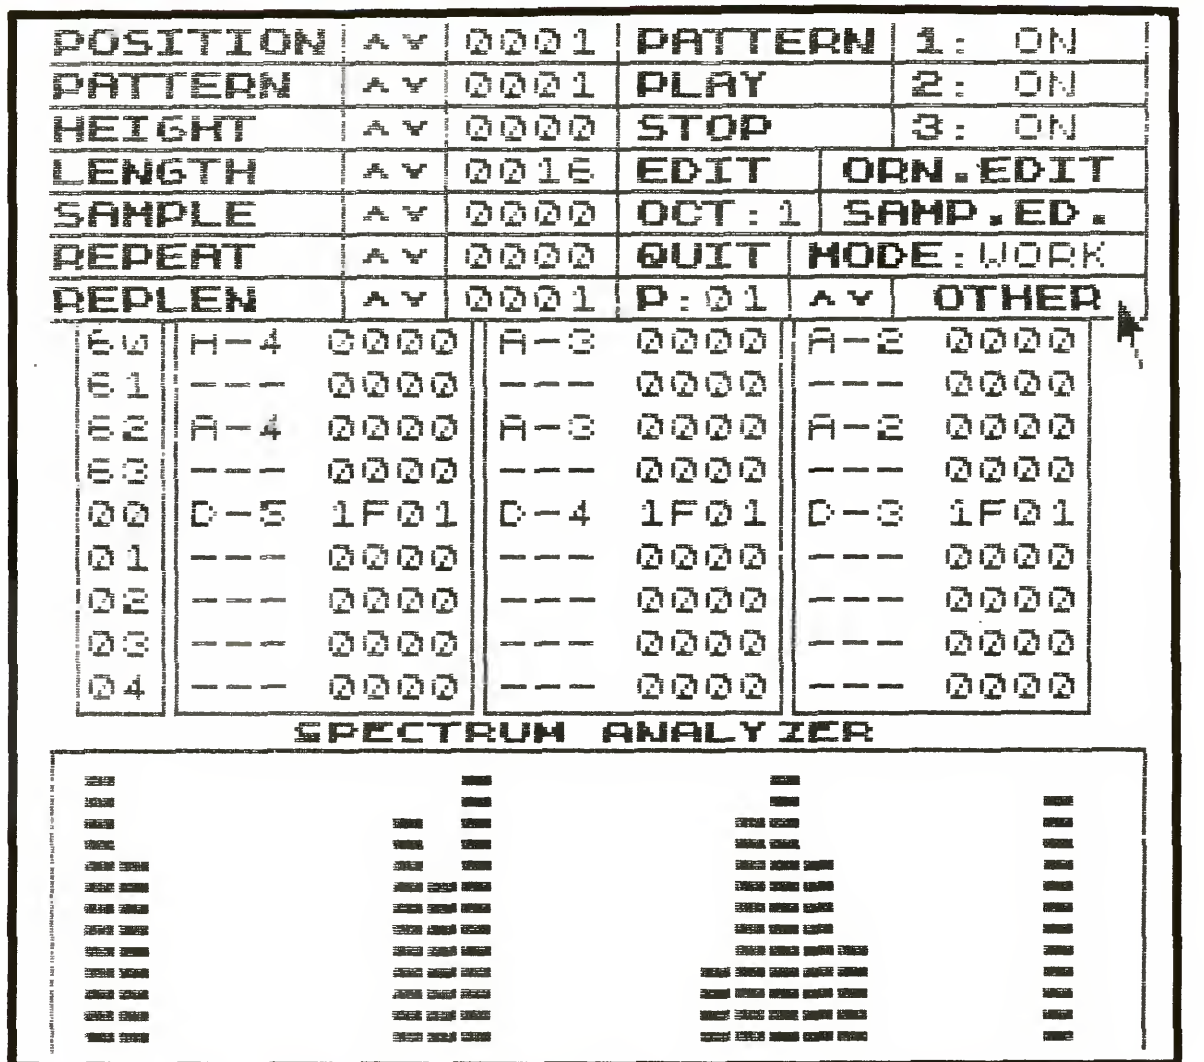 POSITION ^ v 0001 PATTERN 1: ON
PATTERN ^ v 0001 PLAY 2: ON
HEIGHT ^ v 0000 STOP 3: ON
LENGTH ^ v 0016 EDIT ORN.EDIT
SAMPLE ^ v 0000 OCT:1 SAMP.ED.
REPEAT ^ v 0000 QUIT MODE:WORK
REPLEN ^ v 0001 P:01 ^ v OTHER
60 A-4 0000 A-3 0000 A-2 0000
61 --- 0000 --- 0000 --- 0000
62 A-4 0000 A-3 0000 A-2 0000
63 --- 0000 --- 0000 --- 0000
00 D-5 1F01 D-4 1F01 D-3 1F01
01 --- 0000 --- 0000 --- 0000
02 --- 0000 --- 0000 --- 0000
03 --- 0000 --- 0000 --- 0000
04 --- 0000 --- 0000 --- 0000
SPECTRUM ANALYZIER